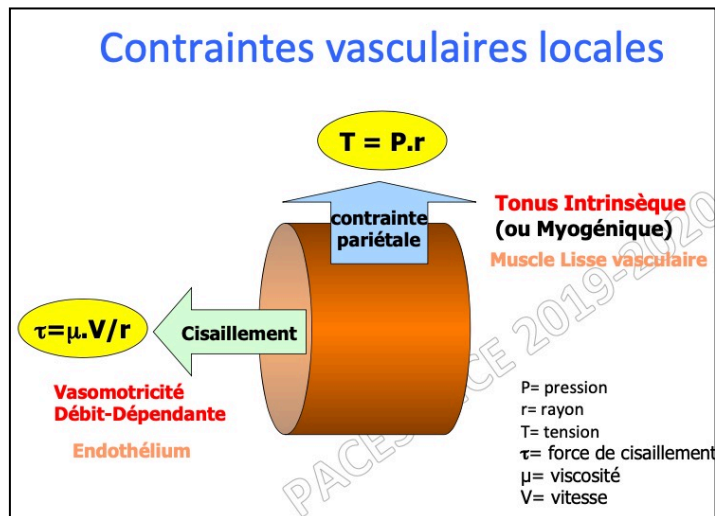 Contraintes vasculaires locales
T = P.r
contrainte
pariétale
Tonus Intrinsèque
(ou Myogénique)
Muscle Lisse vasculaire
τ=μ.V/r
Cisaillement
Vasomotricité
Débit-Dépendante
Endothélium
P= pression
r= rayon
T= tension
τ= force de cisaillement
μ= viscosité
V= vitesse
2019-2020